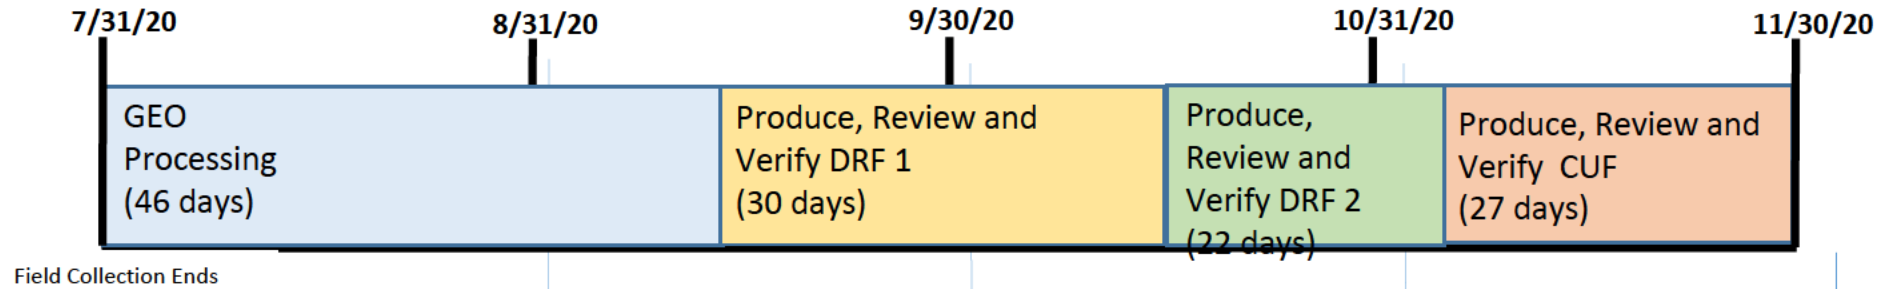 7/31/20
8/31/20
9/30/20
10/31/20
11/30/20
GEO
Processing
(46 days)
Produce, Review and
Verify DRF 1
(30 days)
Produce,
Review and
Verify DRF 2
(22 days)
Produce, Review and
Verify  CUF
(27 days)
Field Collection Ends